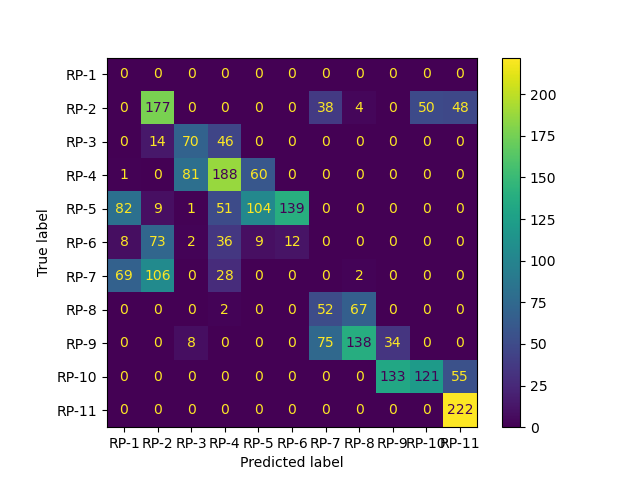 RP-1 0 0 0 0 0 0 0 0 0 0 0
RP-2 0 177 0 0 0 0 38 4 0 50 48
RP-3 0 14 70 46 0 0 0 0 0 0 0
RP-4 1 0 81 188 60 0 0 0 0 0 0
RP-5 82 9 1 51 104 139 0 0 0 0 0
RP-6 8 73 2 36 9 12 0 0 0 0 0
RP-7 69 106 0 28 0 0 0 2 0 0 0
RP-8 0 0 0 2 0 0 52 67 0 0 0
RP-9 0 0 8 0 0 0 75 138 34 0 0
RP-10 0 0 0 0 0 0 0 0 133 121 55
RP-11 0 0 0 0 0 0 0 0 0 0 222
RP-1 RP-2 RP-3 RP-4 RP-5 RP-6 RP-7 RP-8 RP-9 RP-10 RP-11
Predicted label
True label
200
175
150
125
100
75
50
25
0